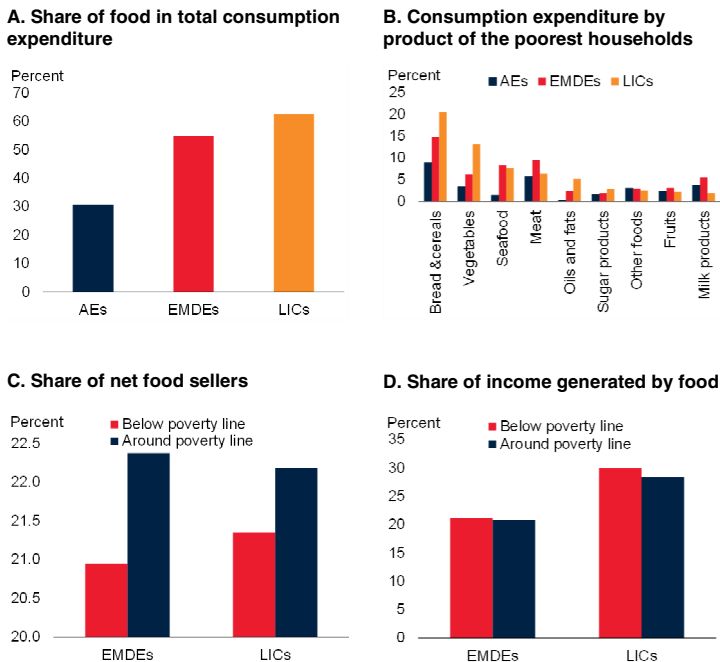 A. Share of food in total consumption
expenditure
Percent
70
60
50
40
30
20
10
0
AEs
EMDEs
LICs
B. Consumption expenditure by
product of the poorest households
Percent
AEs
EMDEs
LICs
25
20
15
10
5
0
Bread &cereals
Vegetables
Seafood
Meat
Oils and fats
Sugar products
Other foods
Fruits
Milk products
C. Share of net food sellers
Percent
Below poverty line
Around poverty line
22.5
22.0
21.5
21.0
20.5
20.0
EMDEs
LICs
D. Share of income generated by food
Percent
Below poverty line
Around poverty line
35
30
25
20
15
10
5
0
EMDEs
LICs